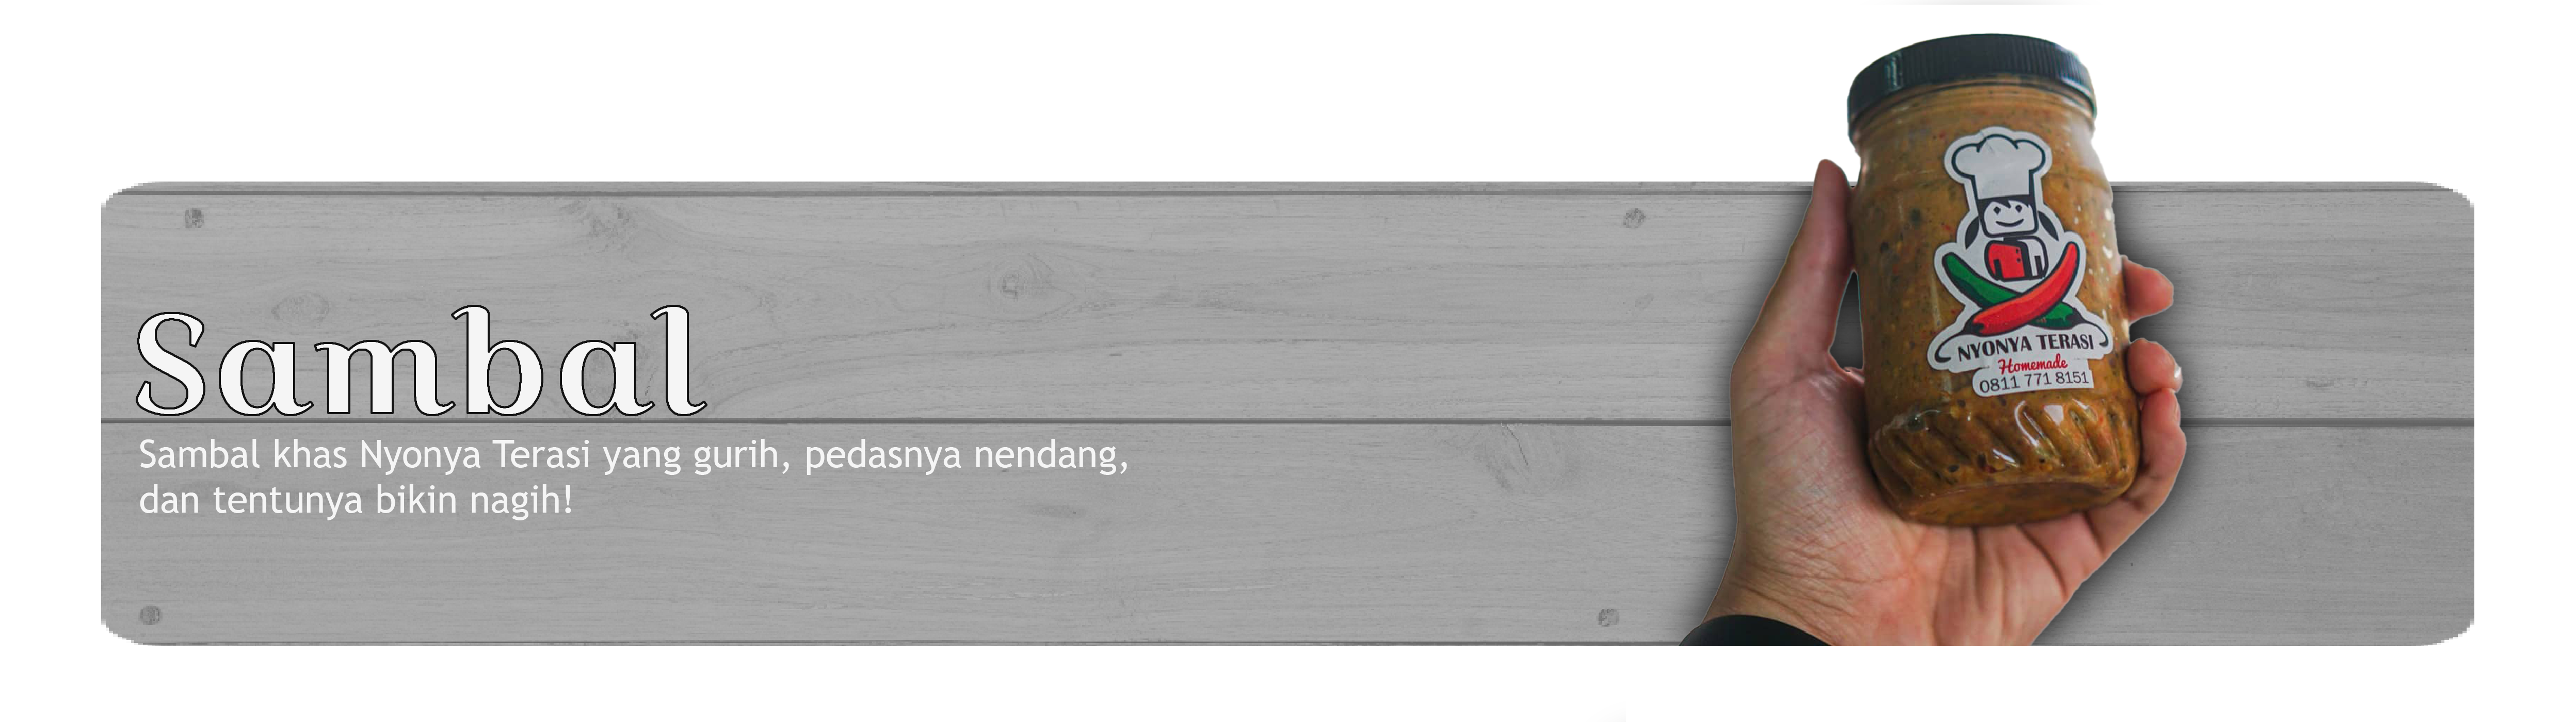 Sambal
Sambal khas Nyonya Terasi yang gurih, pedasnya nendang,
dan tentunya bikin nagih!
NYONYA TERASI
Homemade
0811 771 8151